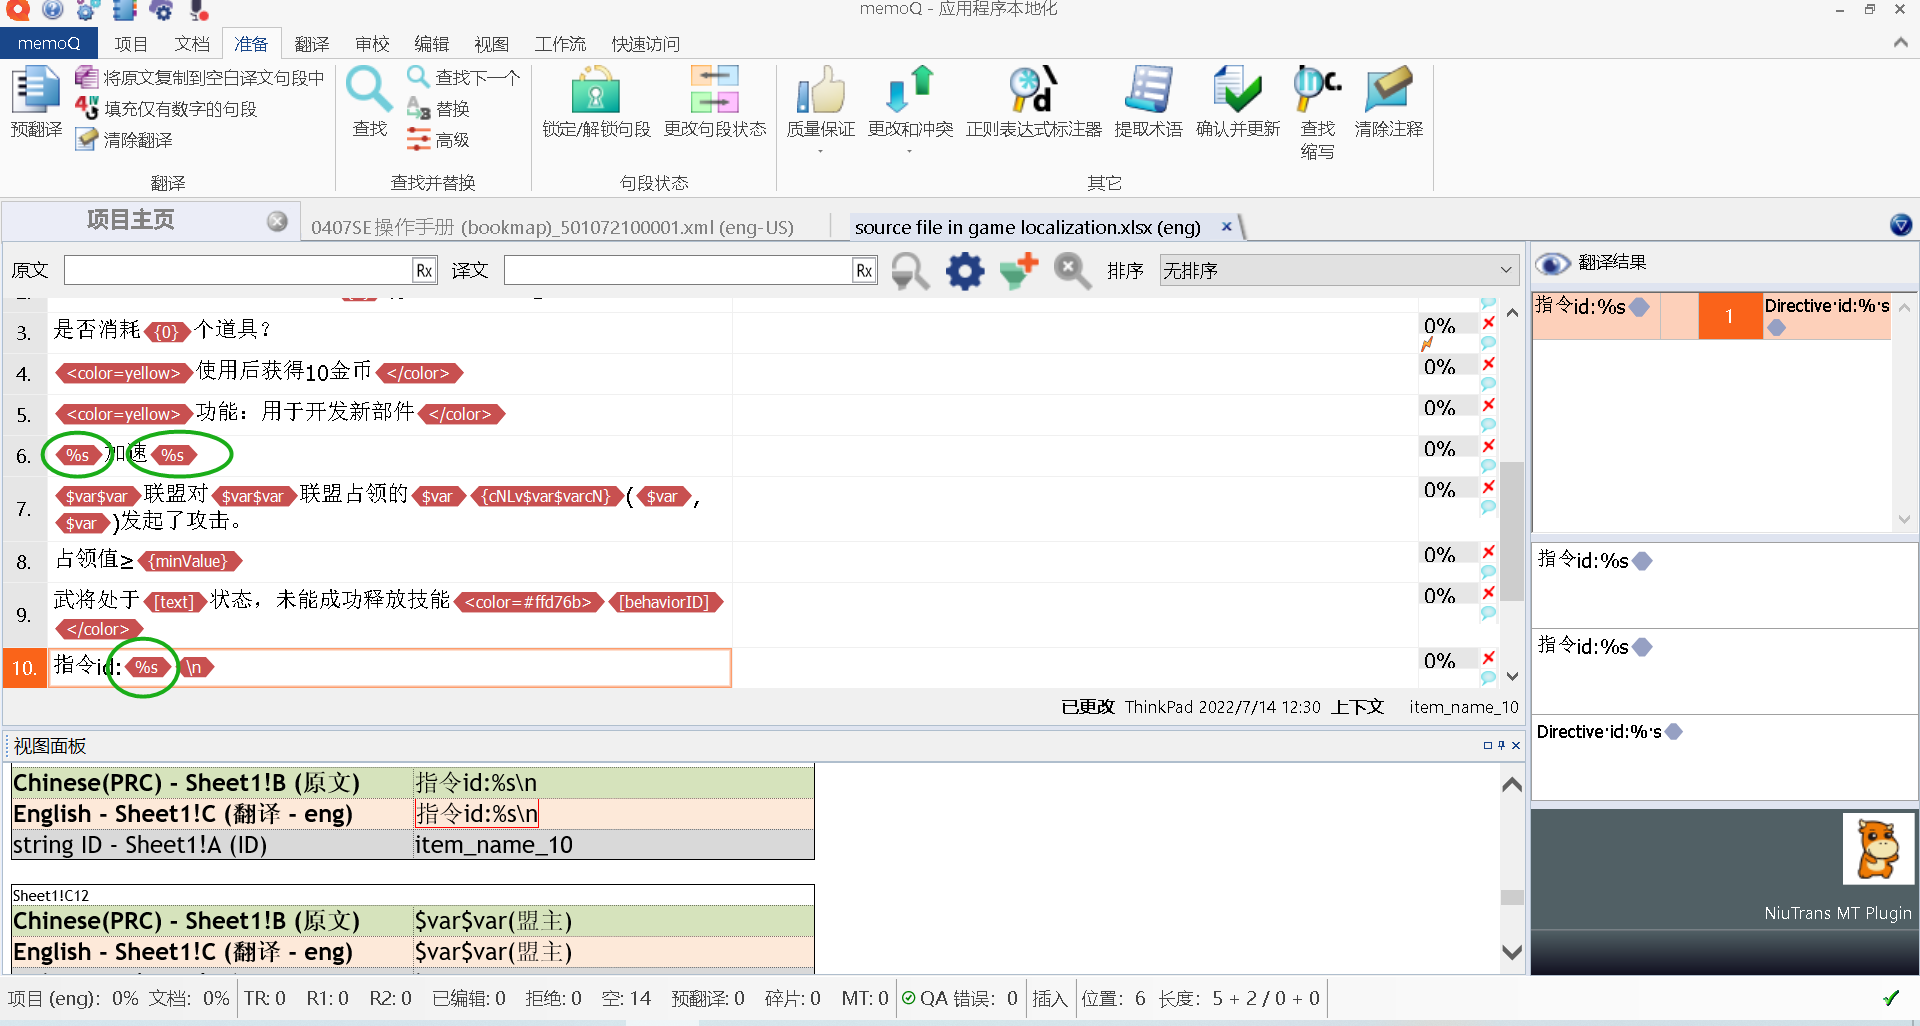 memoQ - 应用程序本地化
memoQ 项目 文档 准备 翻译 审校 编辑 视图 工作流 快速访问
预翻译
将原文复制到空白译文句段中
填充仅有数字的句段
清除翻译
翻译
查找
查找下一个
替换
高级
查找并替换
锁定/解锁句段
更改句段状态
句段状态
质量保证
更改和冲突
正则表达式标注器
提取术语
确认并更新
查找
缩写
清除注释
其它
项目主页
0407SE操作手册 (bookmap)_501072100001.xml (eng-US)
source file in game localization.xlsx (eng)
原文 Rx 译文 Rx 排序 无排序
3. 是否消耗{0}个道具? 0%
4. <color=yellow>使用后获得10金币</color> 0%
5. <color=yellow>功能：用于开发新部件</color> 0%
6. %s加速%s 0%
7. $var$var联盟对$var$var联盟占领的$var{cNLv$var$varcN}($var,
$var)发起了攻击。 0%
8. 占领值≥{minValue} 0%
9. 武将处于[text]状态，未能成功释放技能<color=#ffd76b>[behaviorID]
</color> 0%
10. 指令id:%s\n 0%
已更改 ThinkPad 2022/7/14 12:30 上下文 item_name_10
视图面板
Chinese(PRC) - Sheet1!B (原文) 指令id:%s\n
English - Sheet1!C (翻译 - eng) 指令id:%s\n
string ID - Sheet1!A (ID) item_name_10
Sheet1!C12
Chinese(PRC) - Sheet1!B (原文) $var$var(盟主)
English - Sheet1!C (翻译 - eng) $var$var(盟主)
翻译结果
指令id:%s 1 Directive·id:%·s
指令id:%s
指令id:%s
Directive·id:%·s
NiuTrans MT Plugin
项目 (eng): 0% 文档: 0% TR: 0 R1: 0 R2: 0 已编辑: 0 拒绝: 0 空: 14 预翻译: 0 碎片: 0 MT: 0 QA 错误: 0 插入 位置: 6 长度: 5 + 2 / 0 + 0